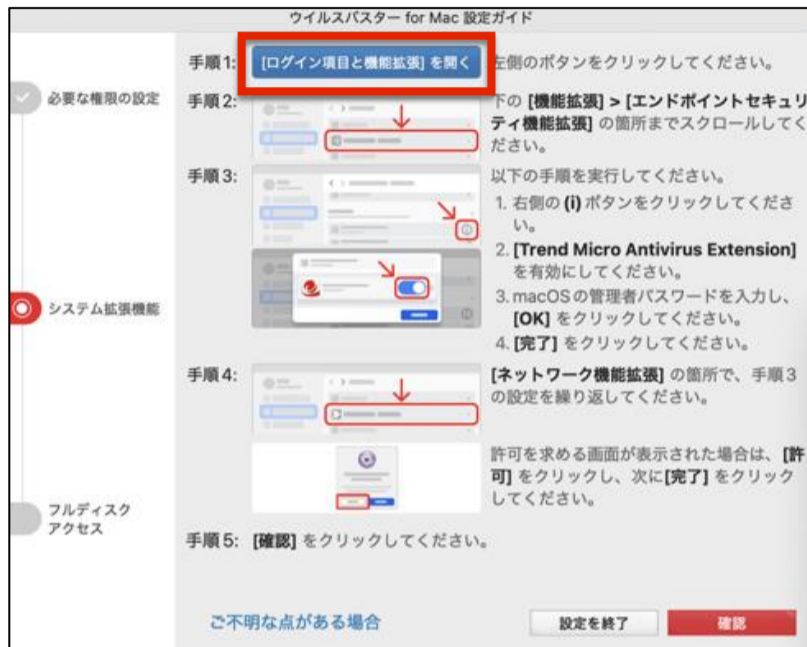 ウイルスバスター for Mac 設定ガイド
必要な権限の設定
システム拡張機能
フルディスク
アクセス
手順1:
[ログイン項目と機能拡張] を開く
左側のボタンをクリックしてください。
手順2:
下の [機能拡張] > [エンドポイントセキュリ
ティ機能拡張] の箇所までスクロールしてく
ださい。
手順3:
以下の手順を実行してください。
1. 右側の (i) ボタンをクリックしてくださ
い。
2. [Trend Micro Antivirus Extension]
を有効にしてください。
3. macOSの管理者パスワードを入力し、
[OK] をクリックしてください。
4. [完了] をクリックしてください。
手順4:
[ネットワーク機能拡張] の箇所で、手順3
の設定を繰り返してください。
許可を求める画面が表示された場合は、[許
可] をクリックし、次に[完了] をクリック
してください。
手順5: [確認] をクリックしてください。
ご不明な点がある場合
設定を終了
確認